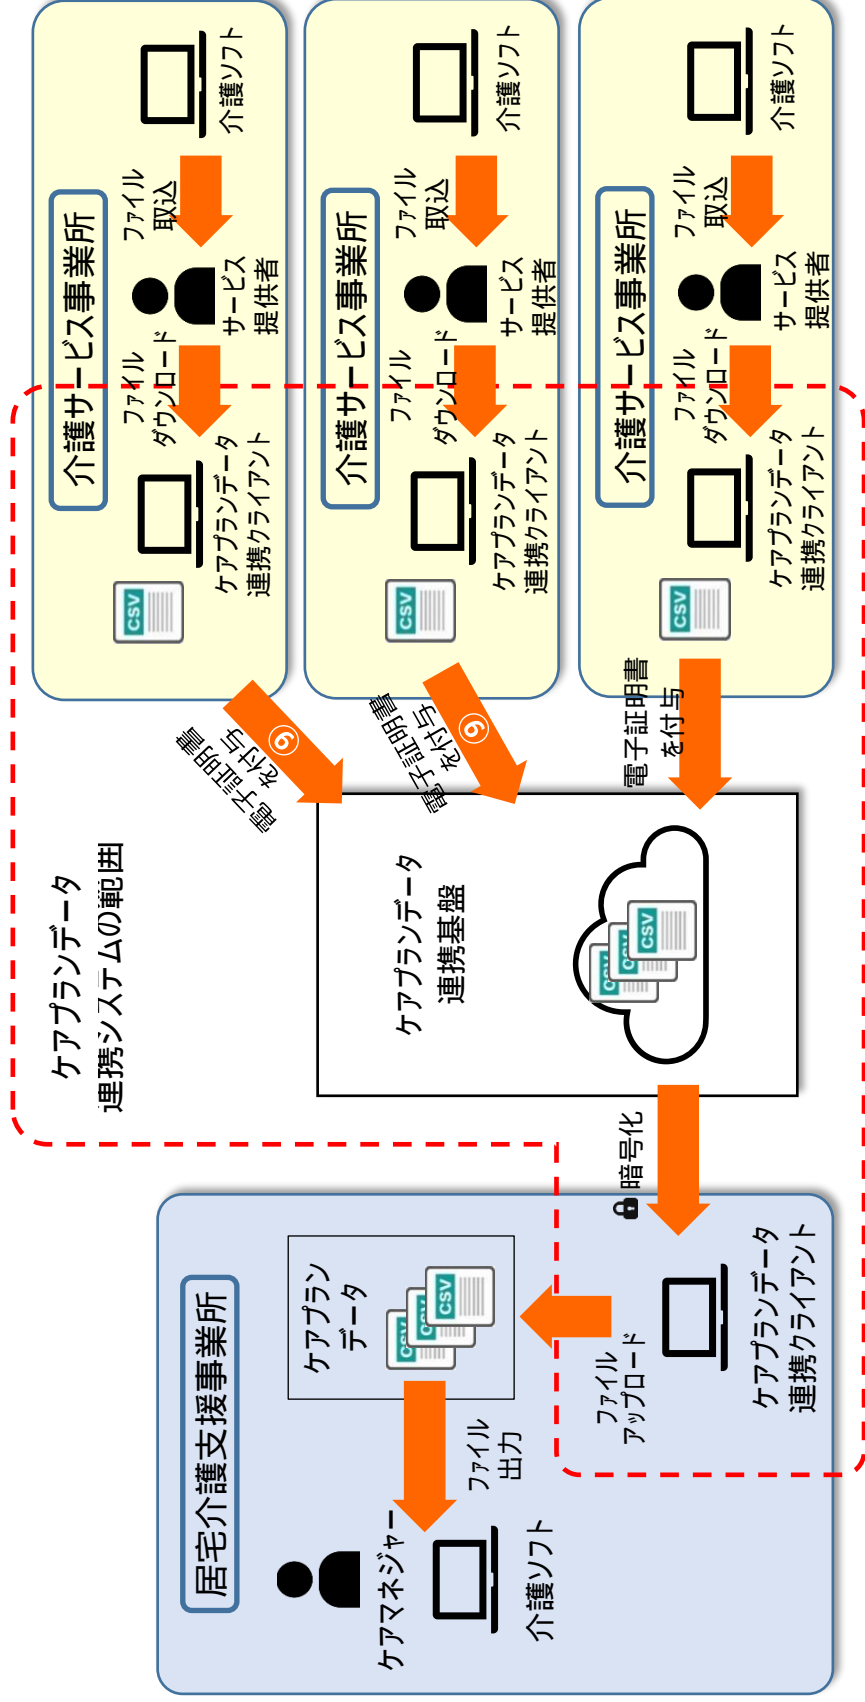 居宅介護支援事業所
ケアマネジャー
介護ソフト
ファイル
出力
ケアプラン
データ
CSV
CSV
CSV
ファイル
アップロード
ケアプランデータ
連携クライアント
暗号化
ケアプランデータ
連携システムの範囲
ケアプランデータ
連携基盤
CSV
CSV
CSV
電子証明書
を付与
⑥
電子証明書
を付与
⑥
電子証明書
を付与
介護サービス事業所
CSV
ケアプランデータ
連携クライアント
ファイル
ダウンロード
サービス
提供者
ファイル
取込
介護ソフト
介護サービス事業所
CSV
ケアプランデータ
連携クライアント
ファイル
ダウンロード
サービス
提供者
ファイル
取込
介護ソフト
介護サービス事業所
CSV
ケアプランデータ
連携クライアント
ファイル
ダウンロード
サービス
提供者
ファイル
取込
介護ソフト